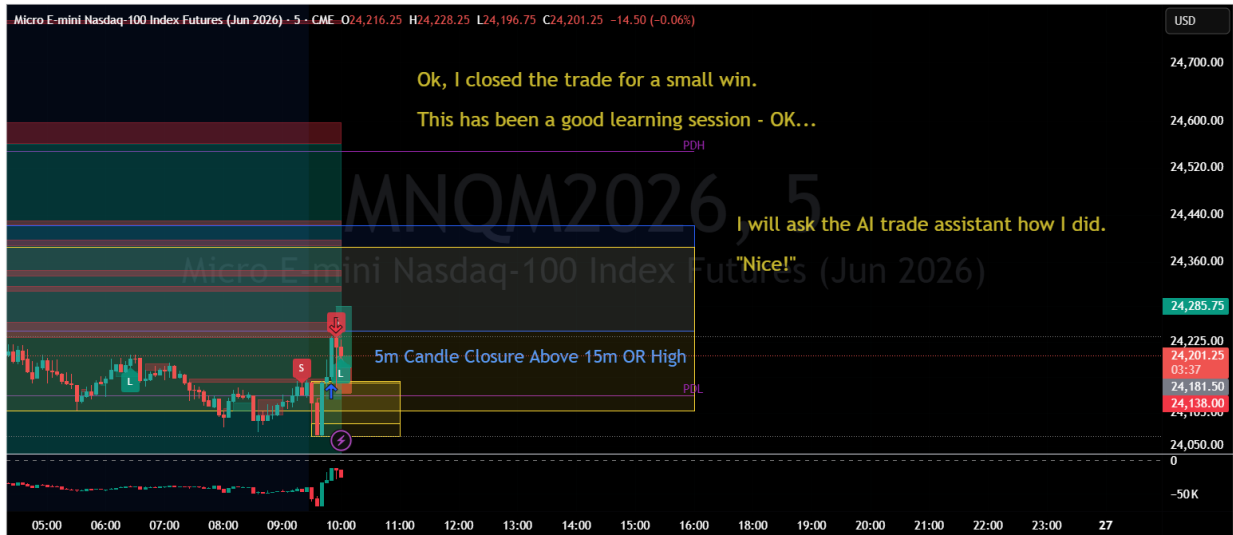 Micro E-mini Nasdaq-100 Index Futures (Jun 2026) · 5 · CME O24,216.25 H24,228.25 L24,196.75 C24,201.25 −14.50 (−0.06%)
USD
Ok, I closed the trade for a small win.
This has been a good learning session - OK...
PDH
MNQM2026, 5
Micro E-mini Nasdaq-100 Index Futures (Jun 2026)
I will ask the AI trade assistant how I did.
"Nice!"
5m Candle Closure Above 15m OR High
S
L
L
PDL
24,700.00
24,600.00
24,520.00
24,440.00
24,360.00
24,285.75
24,225.00
24,201.25
03:37
24,181.50
24,138.00
24,050.00
0
−50K
05:00 06:00 07:00 08:00 09:00 10:00 11:00 12:00 13:00 14:00 15:00 16:00 17:00 18:00 19:00 20:00 21:00 22:00 23:00 27